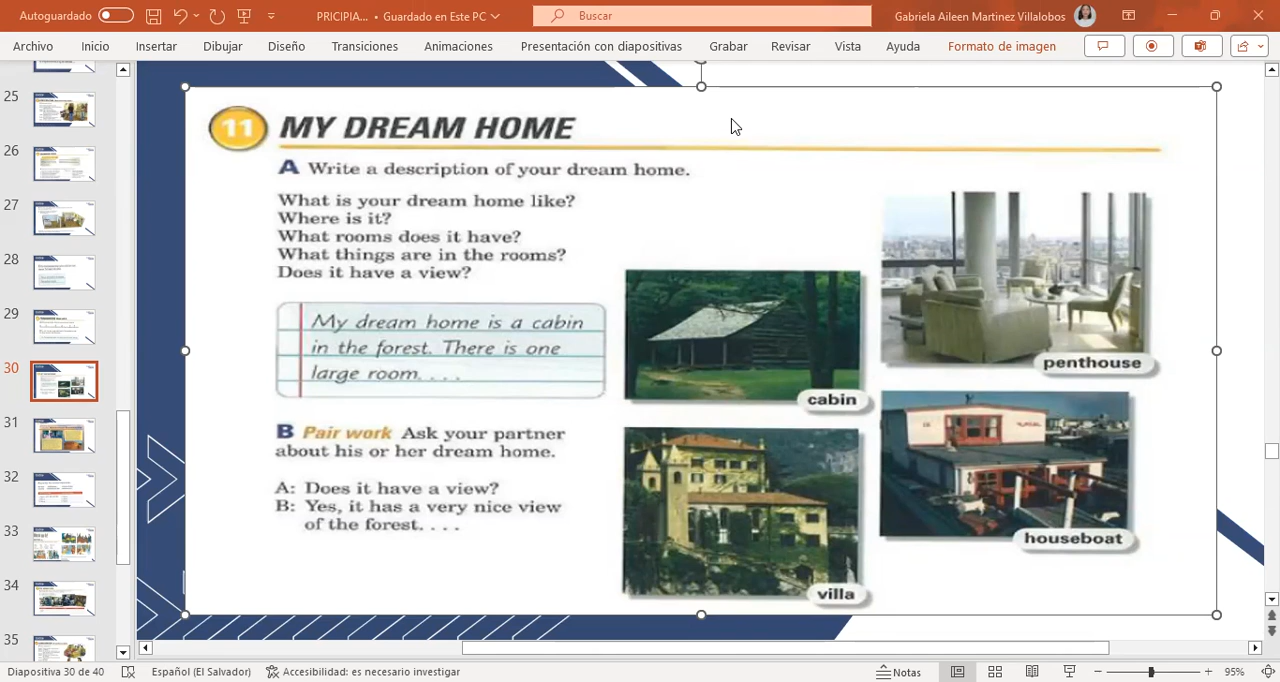 Autoguardado
PRICIPIA... • Guardado en Este PC
Buscar
Gabriela Aileen Martinez Villalobos
Archivo Inicio Insertar Dibujar Diseño Transiciones Animaciones Presentación con diapositivas Grabar Revisar Vista Ayuda Formato de imagen
25
26
27
28
29
30
31
32
33
34
35
11 MY DREAM HOME
A Write a description of your dream home.
What is your dream home like?
Where is it?
What rooms does it have?
What things are in the rooms?
Does it have a view?
My dream home is a cabin
in the forest. There is one
large room. . . .
B Pair work Ask your partner
about his or her dream home.
A: Does it have a view?
B: Yes, it has a very nice view
of the forest. . . .
penthouse
cabin
houseboat
villa
Diapositiva 30 de 40 Español (El Salvador) Accesibilidad: es necesario investigar Notas 95%